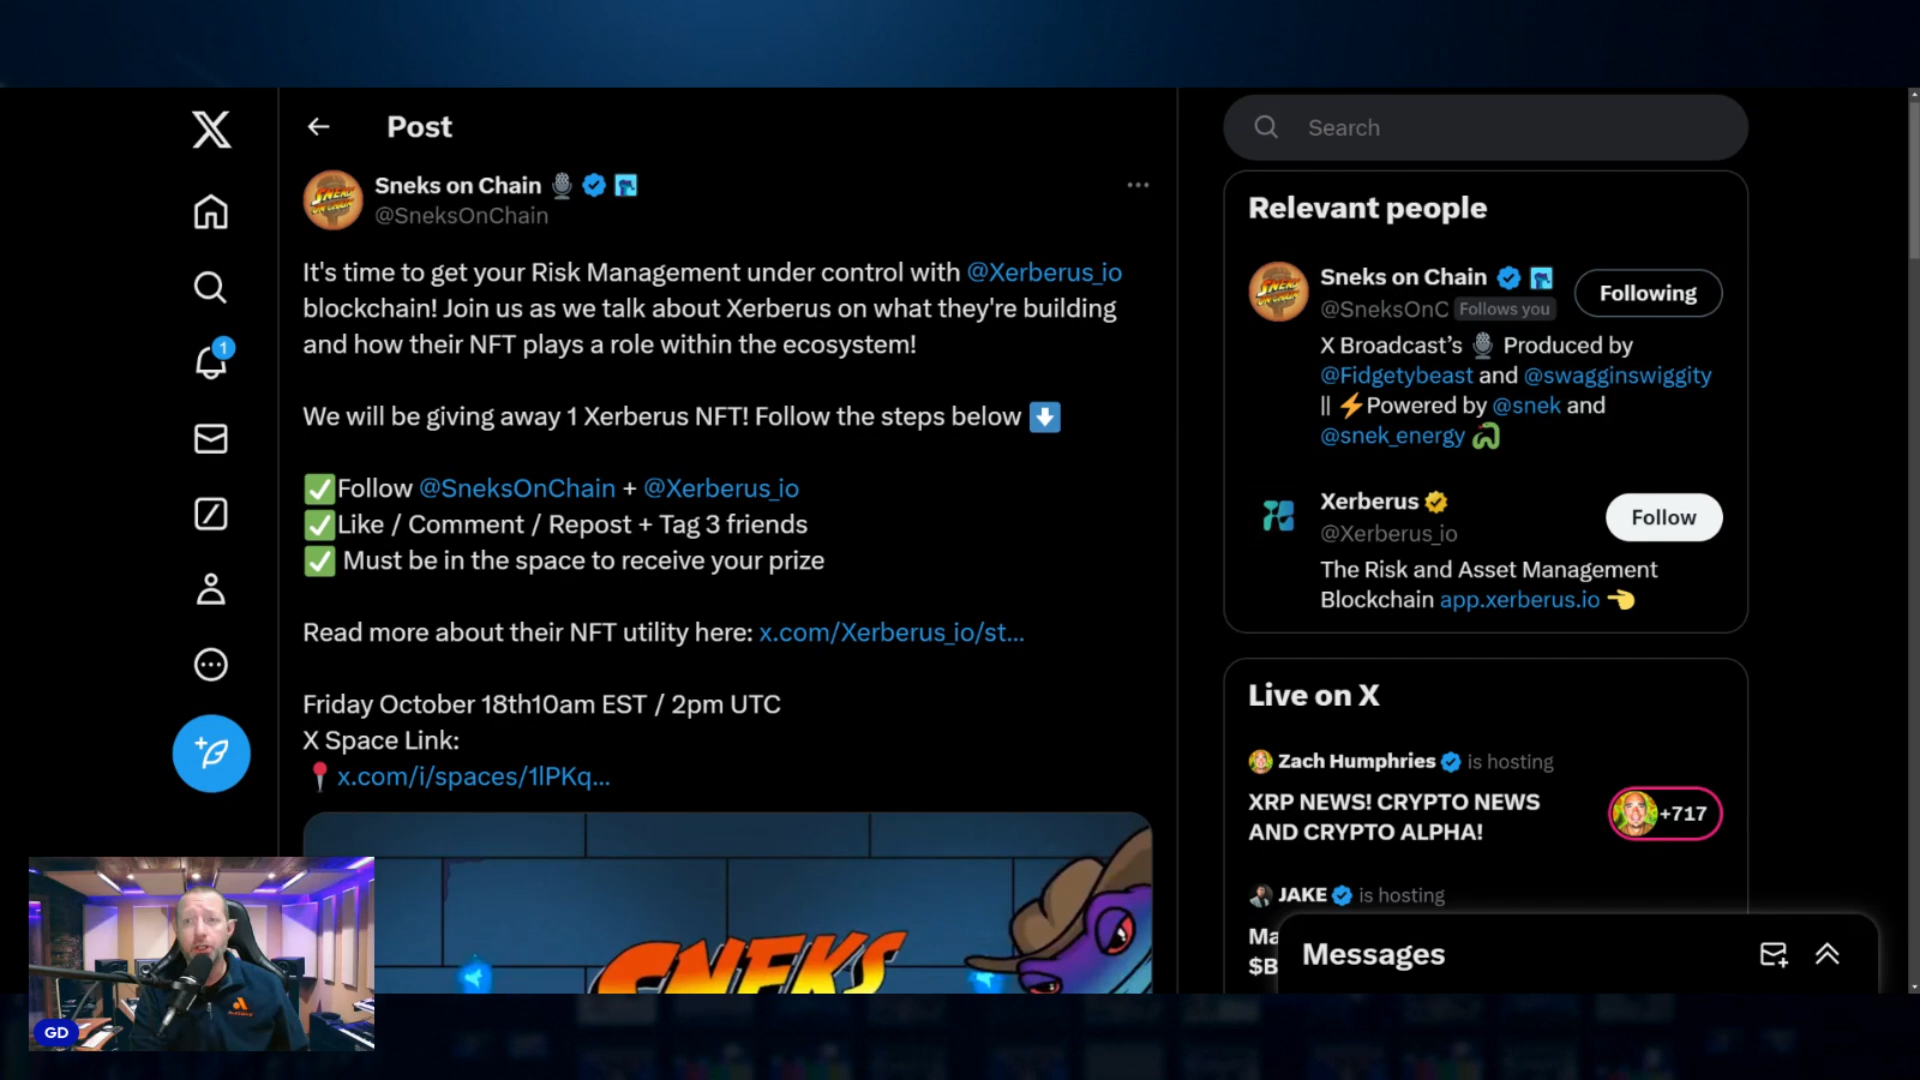 Post
Search
Sneks on Chain
@SneksOnChain
It's time to get your Risk Management under control with @Xerberus_io
blockchain! Join us as we talk about Xerberus on what they're building
and how their NFT plays a role within the ecosystem!
We will be giving away 1 Xerberus NFT! Follow the steps below
Follow @SneksOnChain + @Xerberus_io
Like / Comment / Repost + Tag 3 friends
Must be in the space to receive your prize
Read more about their NFT utility here: x.com/Xerberus_io/st...
Friday October 18th10am EST / 2pm UTC
X Space Link:
x.com/i/spaces/1lPKq...
SNEKS
1
GD
Relevant people
Sneks on Chain
@SneksOnC Follows you
Following
X Broadcast's Produced by
@Fidgetybeast and @swagginswiggity
|| Powered by @snek and
@snek_energy
Xerberus
@Xerberus_io
Follow
The Risk and Asset Management
Blockchain app.xerberus.io
Live on X
Zach Humphries is hosting
XRP NEWS! CRYPTO NEWS
AND CRYPTO ALPHA!
+717
JAKE is hosting
Ma
$B
Messages